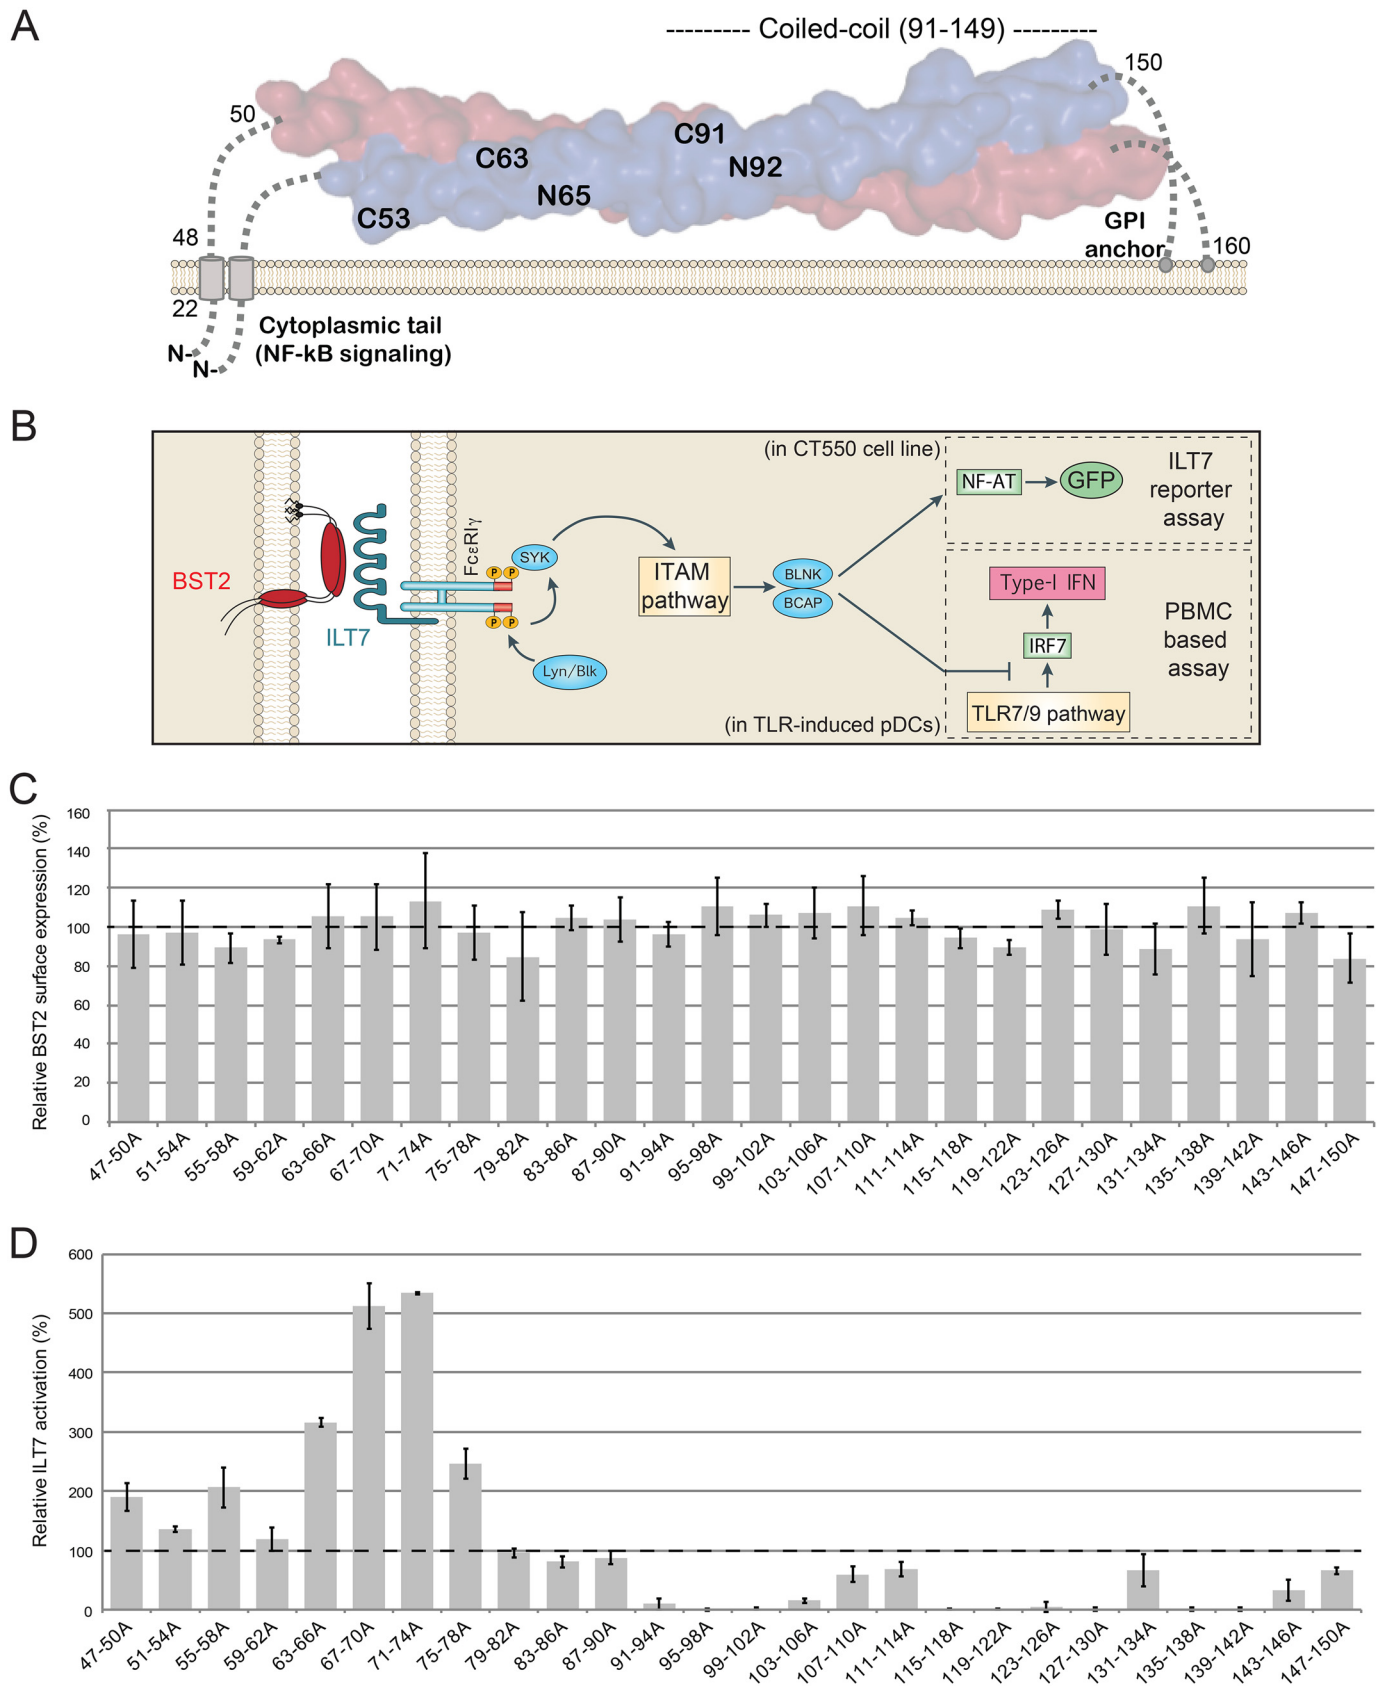 A
--------- Coiled-coil (91-149) ---------
150
50
C91
C63
N92
N65
C53
GPI
anchor
48
160
22
Cytoplasmic tail
(NF-kB signaling)
N-
N-
B
(in CT550 cell line)
NF-AT
GFP
ILT7
reporter
assay
FcεRIγ
SYK
P P
ITAM
pathway
BLNK
BCAP
BST2
ILT7
P P
Lyn/Blk
Type-I IFN
IRF7
TLR7/9 pathway
PBMC
based
assay
(in TLR-induced pDCs)
C
Relative BST2 surface expression (%)
160
140
120
100
80
60
40
20
0
47-50A
51-54A
55-58A
59-62A
63-66A
67-70A
71-74A
75-78A
79-82A
83-86A
87-90A
91-94A
95-98A
99-102A
103-106A
107-110A
111-114A
115-118A
119-122A
123-126A
127-130A
131-134A
135-138A
139-142A
143-146A
147-150A
D
Relative ILT7 activation (%)
600
500
400
300
200
100
0
47-50A
51-54A
55-58A
59-62A
63-66A
67-70A
71-74A
75-78A
79-82A
83-86A
87-90A
91-94A
95-98A
99-102A
103-106A
107-110A
111-114A
115-118A
119-122A
123-126A
127-130A
131-134A
135-138A
139-142A
143-146A
147-150A